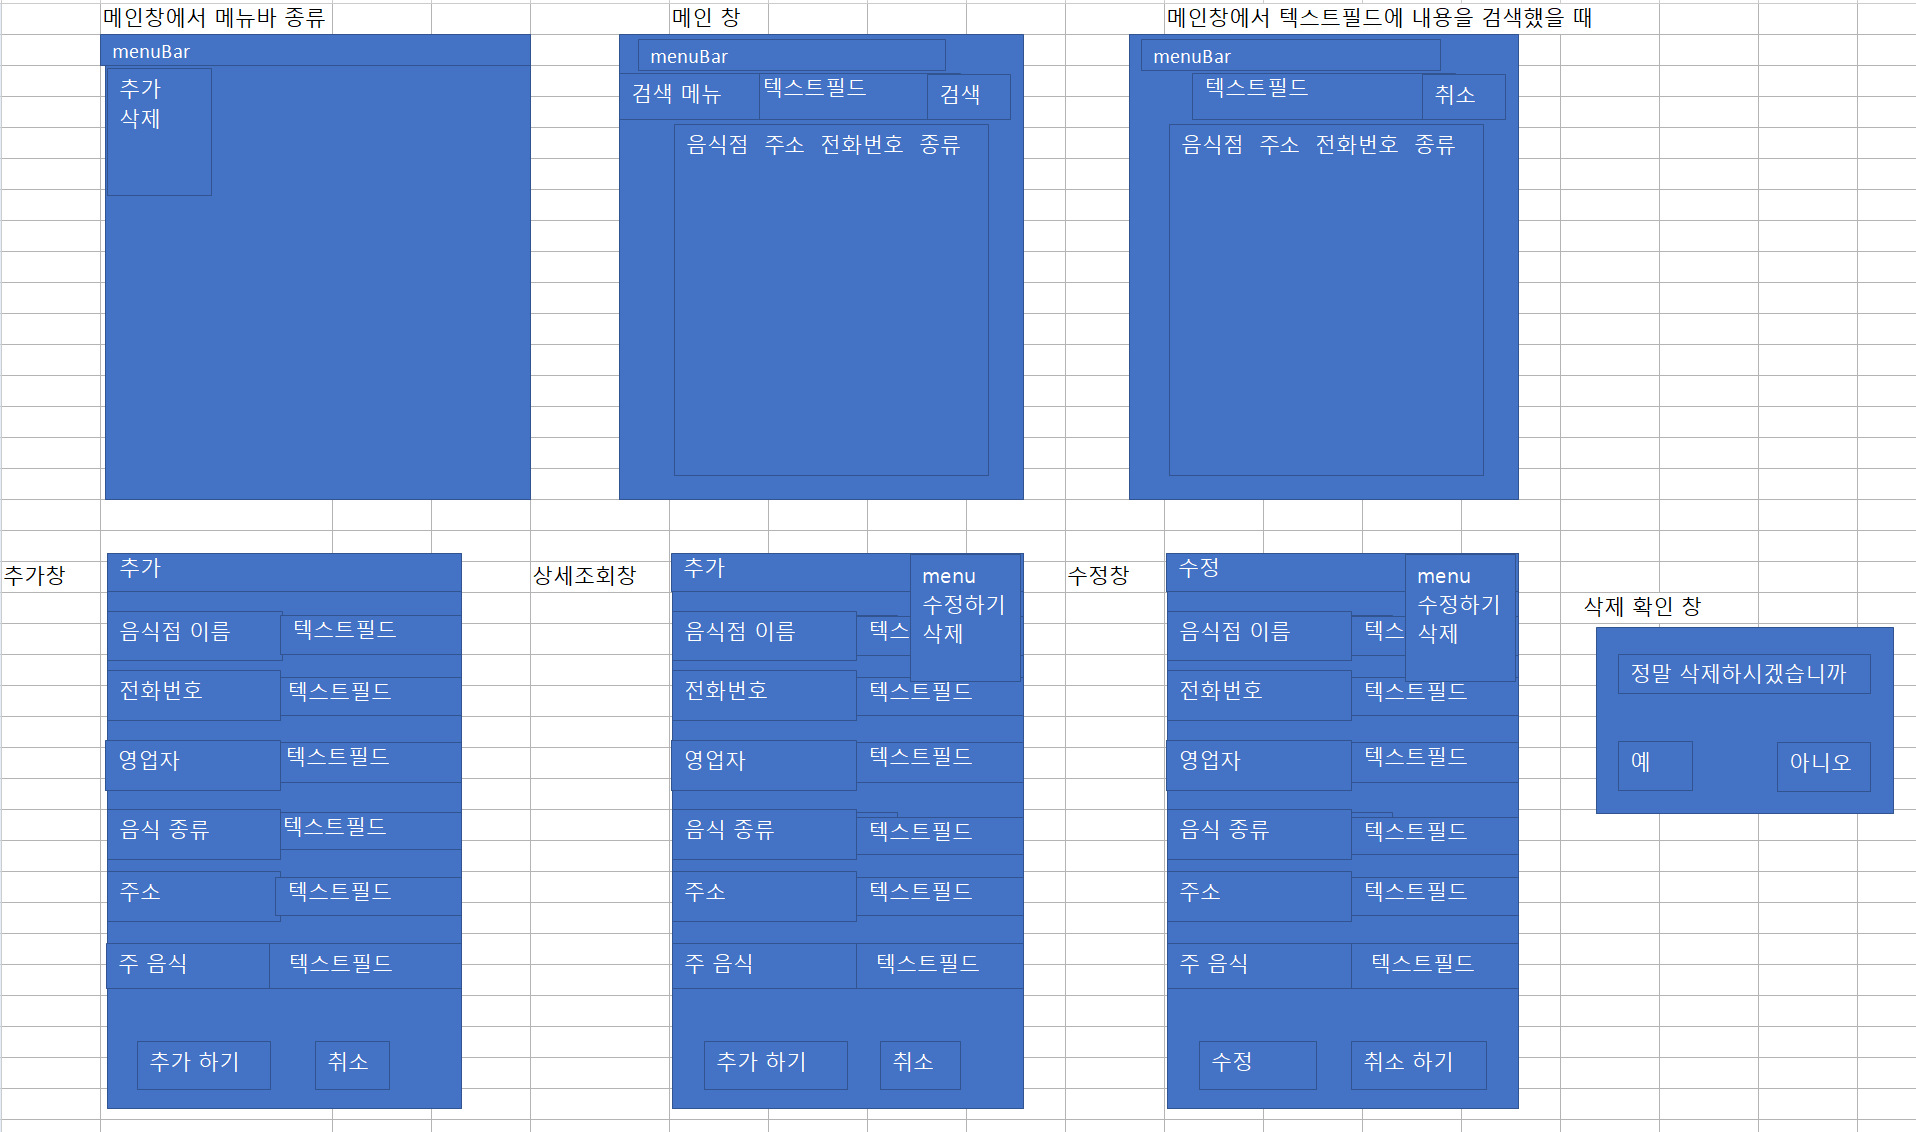 메인창에서 메뉴바 종류
menuBar
추가
삭제
메인 창
menuBar
검색 메뉴
텍스트필드
검색
음식점 주소 전화번호 종류
메인창에서 텍스트필드에 내용을 검색했을 때
menuBar
텍스트필드
취소
음식점 주소 전화번호 종류
추가창
추가
음식점 이름
텍스트필드
전화번호
텍스트필드
영업자
텍스트필드
음식 종류
텍스트필드
주소
텍스트필드
주 음식
텍스트필드
추가 하기
취소
상세조회창
추가
menu
수정하기
삭제
음식점 이름
텍스
전화번호
텍스트필드
영업자
텍스트필드
음식 종류
텍스트필드
주소
텍스트필드
주 음식
텍스트필드
추가 하기
취소
수정창
수정
menu
수정하기
삭제
음식점 이름
텍스
전화번호
텍스트필드
영업자
텍스트필드
음식 종류
텍스트필드
주소
텍스트필드
주 음식
텍스트필드
수정
취소 하기
삭제 확인 창
정말 삭제하시겠습니까
예
아니오